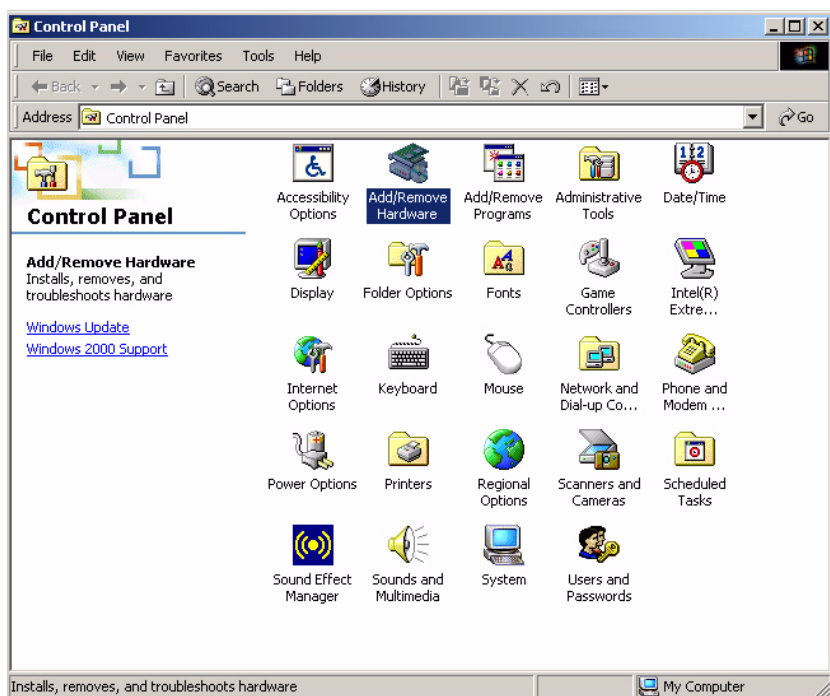 Control Panel
File Edit View Favorites Tools Help
Back Search Folders History
Address Control Panel Go
Control Panel
Add/Remove Hardware
Installs, removes, and
troubleshoots hardware
Windows Update
Windows 2000 Support
Accessibility
Options
Add/Remove
Hardware
Add/Remove
Programs
Administrative
Tools
Date/Time
Display
Folder Options
Fonts
Game
Controllers
Intel(R)
Extre...
Internet
Options
Keyboard
Mouse
Network and
Dial-up Co...
Phone and
Modem ...
Power Options
Printers
Regional
Options
Scanners and
Cameras
Scheduled
Tasks
Sound Effect
Manager
Sounds and
Multimedia
System
Users and
Passwords
Installs, removes, and troubleshoots hardware
My Computer